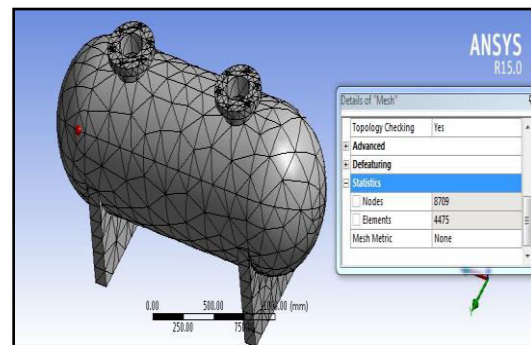 ANSYS
R15.0
Details of "Mesh"
Topology Checking Yes
Advanced
Defeaturing
Statistics
Nodes 8709
Elements 4475
Mesh Metric None
0.00 500.00 (mm)
250.00